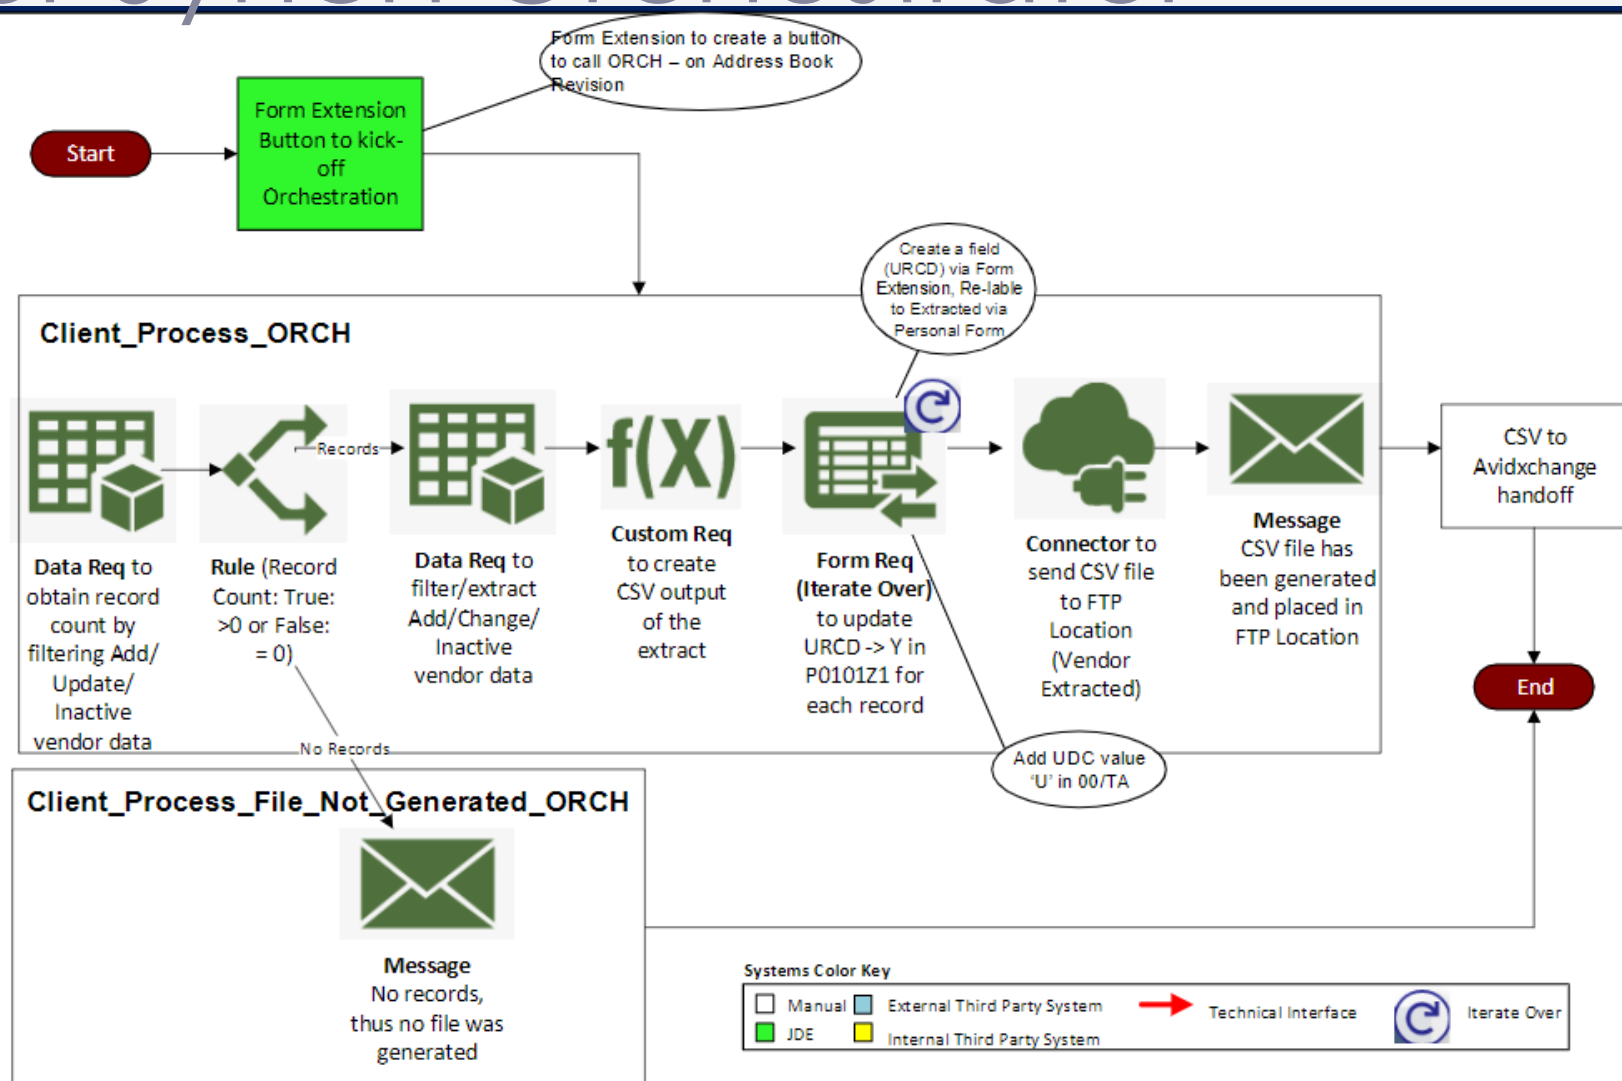 Form Extension to create a button
to call ORCH – on Address Book
Revision
Form Extension
Button to kick-
off
Orchestration
Start
Create a field
(URCD) via Form
Extension, Re-lable
to Extracted via
Personal Form
Client_Process_ORCH
Records
f(X)
Data Req to
obtain record
count by
filtering Add/
Update/
Inactive
vendor data
Rule (Record
Count: True:
>0 or False:
= 0)
Data Req to
filter/extract
Add/Change/
Inactive
vendor data
Custom Req
to create
CSV output
of the
extract
Form Req
(Iterate Over)
to update
URCD -> Y in
P0101Z1 for
each record
Connector to
send CSV file
to FTP
Location
(Vendor
Extracted)
Message
CSV file has
been generated
and placed in
FTP Location
CSV to
Avidxchange
handoff
End
No Records
Add UDC value
‘U’ in 00/TA
Client_Process_File_Not_Generated_ORCH
Message
No records,
thus no file was
generated
Systems Color Key
Manual
External Third Party System
Technical Interface
Iterate Over
JDE
Internal Third Party System